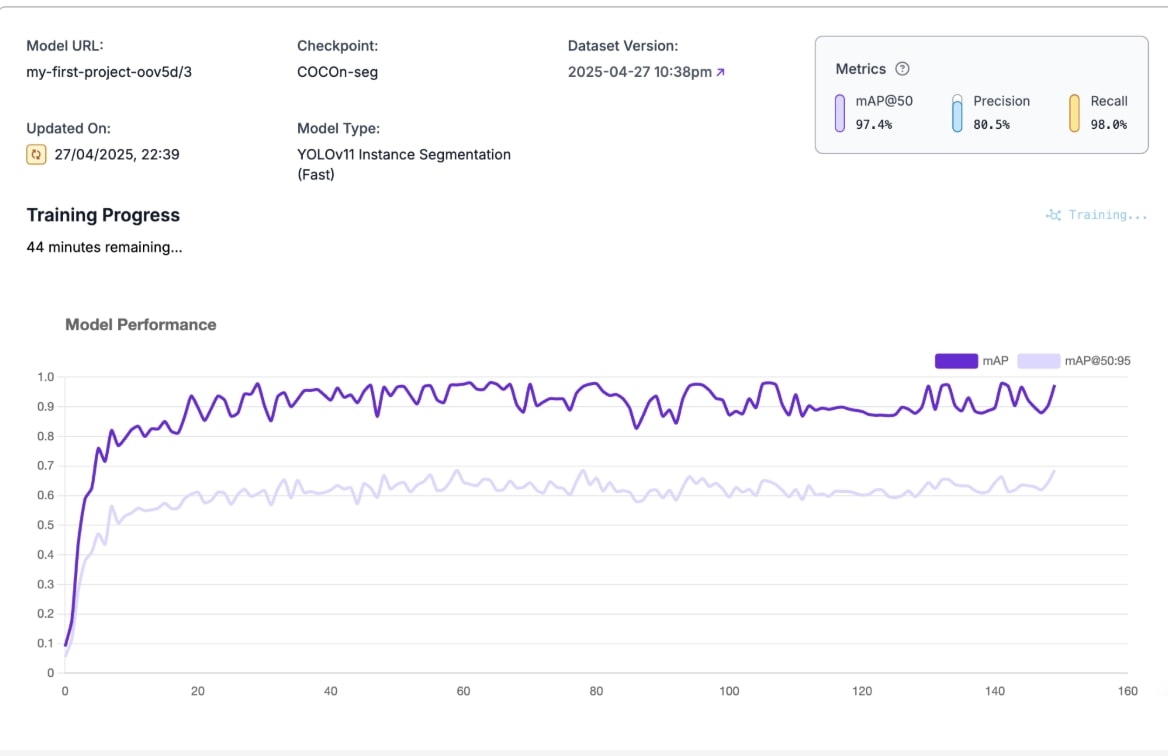 Model URL:
my-first-project-oov5d/3
Checkpoint:
COCOn-seg
Dataset Version:
2025-04-27 10:38pm
Metrics ?
mAP@50
97.4%
Precision
80.5%
Recall
98.0%
Updated On:
27/04/2025, 22:39
Model Type:
YOLOv11 Instance Segmentation
(Fast)
Training Progress
Training...
44 minutes remaining...
Model Performance
mAP
mAP@50:95
1.0
0.9
0.8
0.7
0.6
0.5
0.4
0.3
0.2
0.1
0
0 20 40 60 80 100 120 140 160